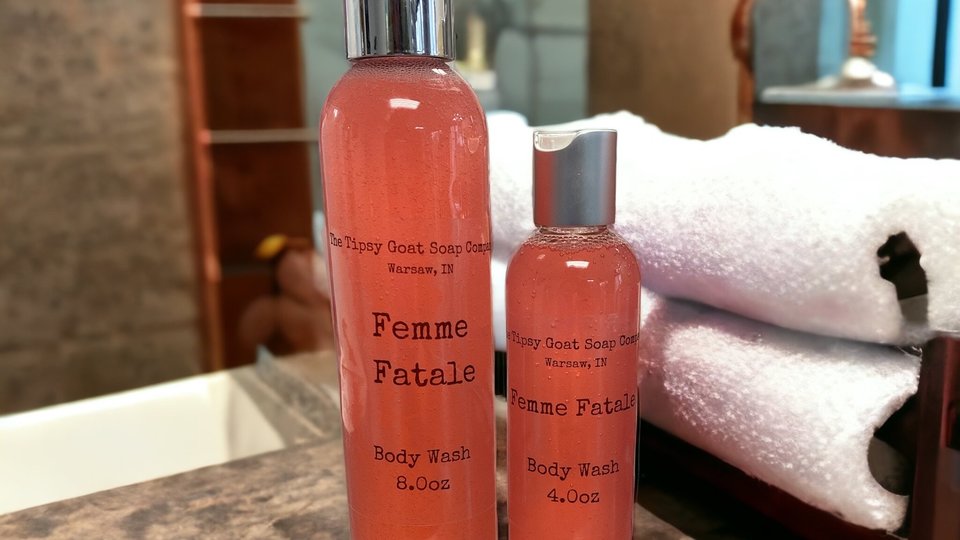 The Tipsy Goat Soap Compa
Warsaw, IN
Femme
Fatale
Body Wash
8.0oz
Tipsy Goat Soap Comp
Warsaw, IN
Femme Fatale
Body Wash
4.0oz